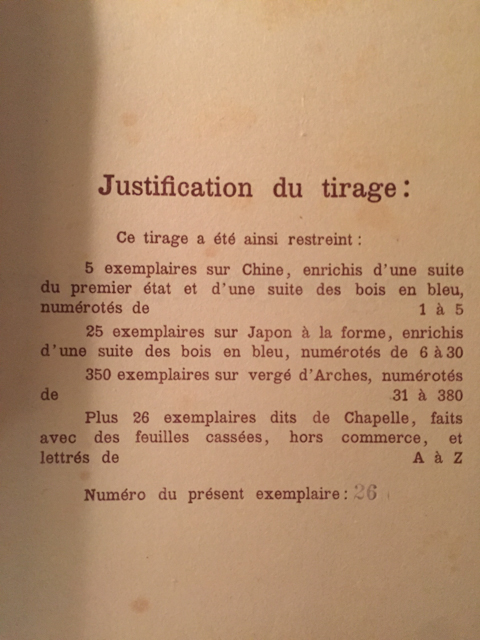 Justification du tirage:
Ce tirage a été ainsi restreint :
5 exemplaires sur Chine, enrichis d'une suite
du premier état et d'une suite des bois en bleu,
numérotés de 1 à 5
25 exemplaires sur Japon à la forme, enrichis
d'une suite des bois en bleu, numérotés de 6 à 30
350 exemplaires sur vergé d'Arches, numérotés
de 31 à 380
Plus 26 exemplaires dits de Chapelle, faits
avec des feuilles cassées, hors commerce, et
lettrés de A à Z
Numéro du présent exemplaire: 26